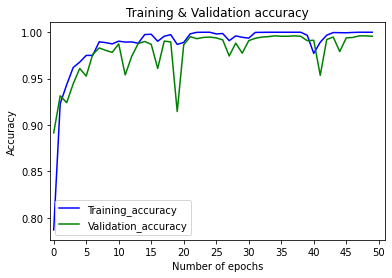 Training & Validation accuracy
Accuracy
1.00
0.95
0.90
0.85
0.80
Training_accuracy
Validation_accuracy
0 5 10 15 20 25 30 35 40 45 50
Number of epochs